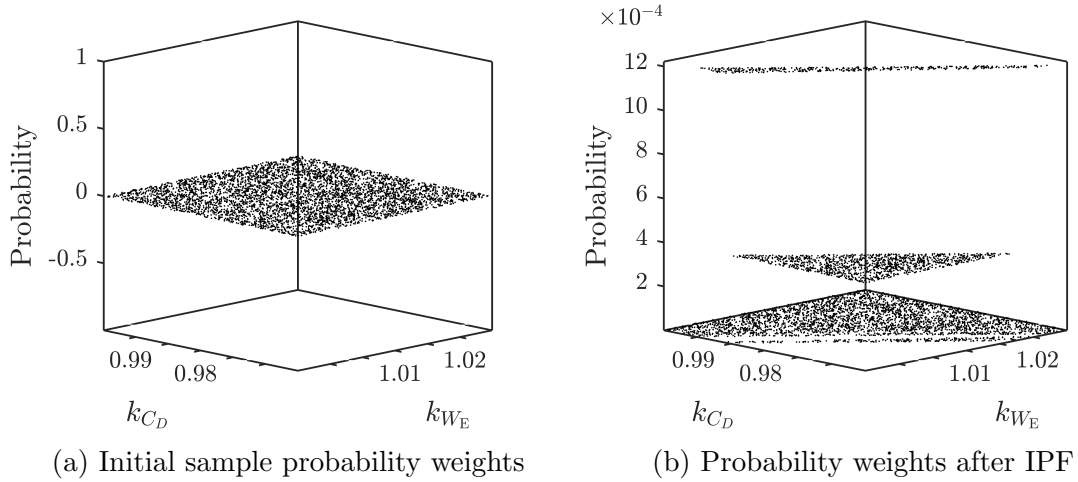 ×10⁻⁴
1
0.5
0
-0.5
Probability
0.99
0.98
1.01
1.02
k_{C_D}
k_{W_E}
12
10
8
6
4
2
Probability
0.99
0.98
1.01
1.02
k_{C_D}
k_{W_E}
(a) Initial sample probability weights
(b) Probability weights after IPF